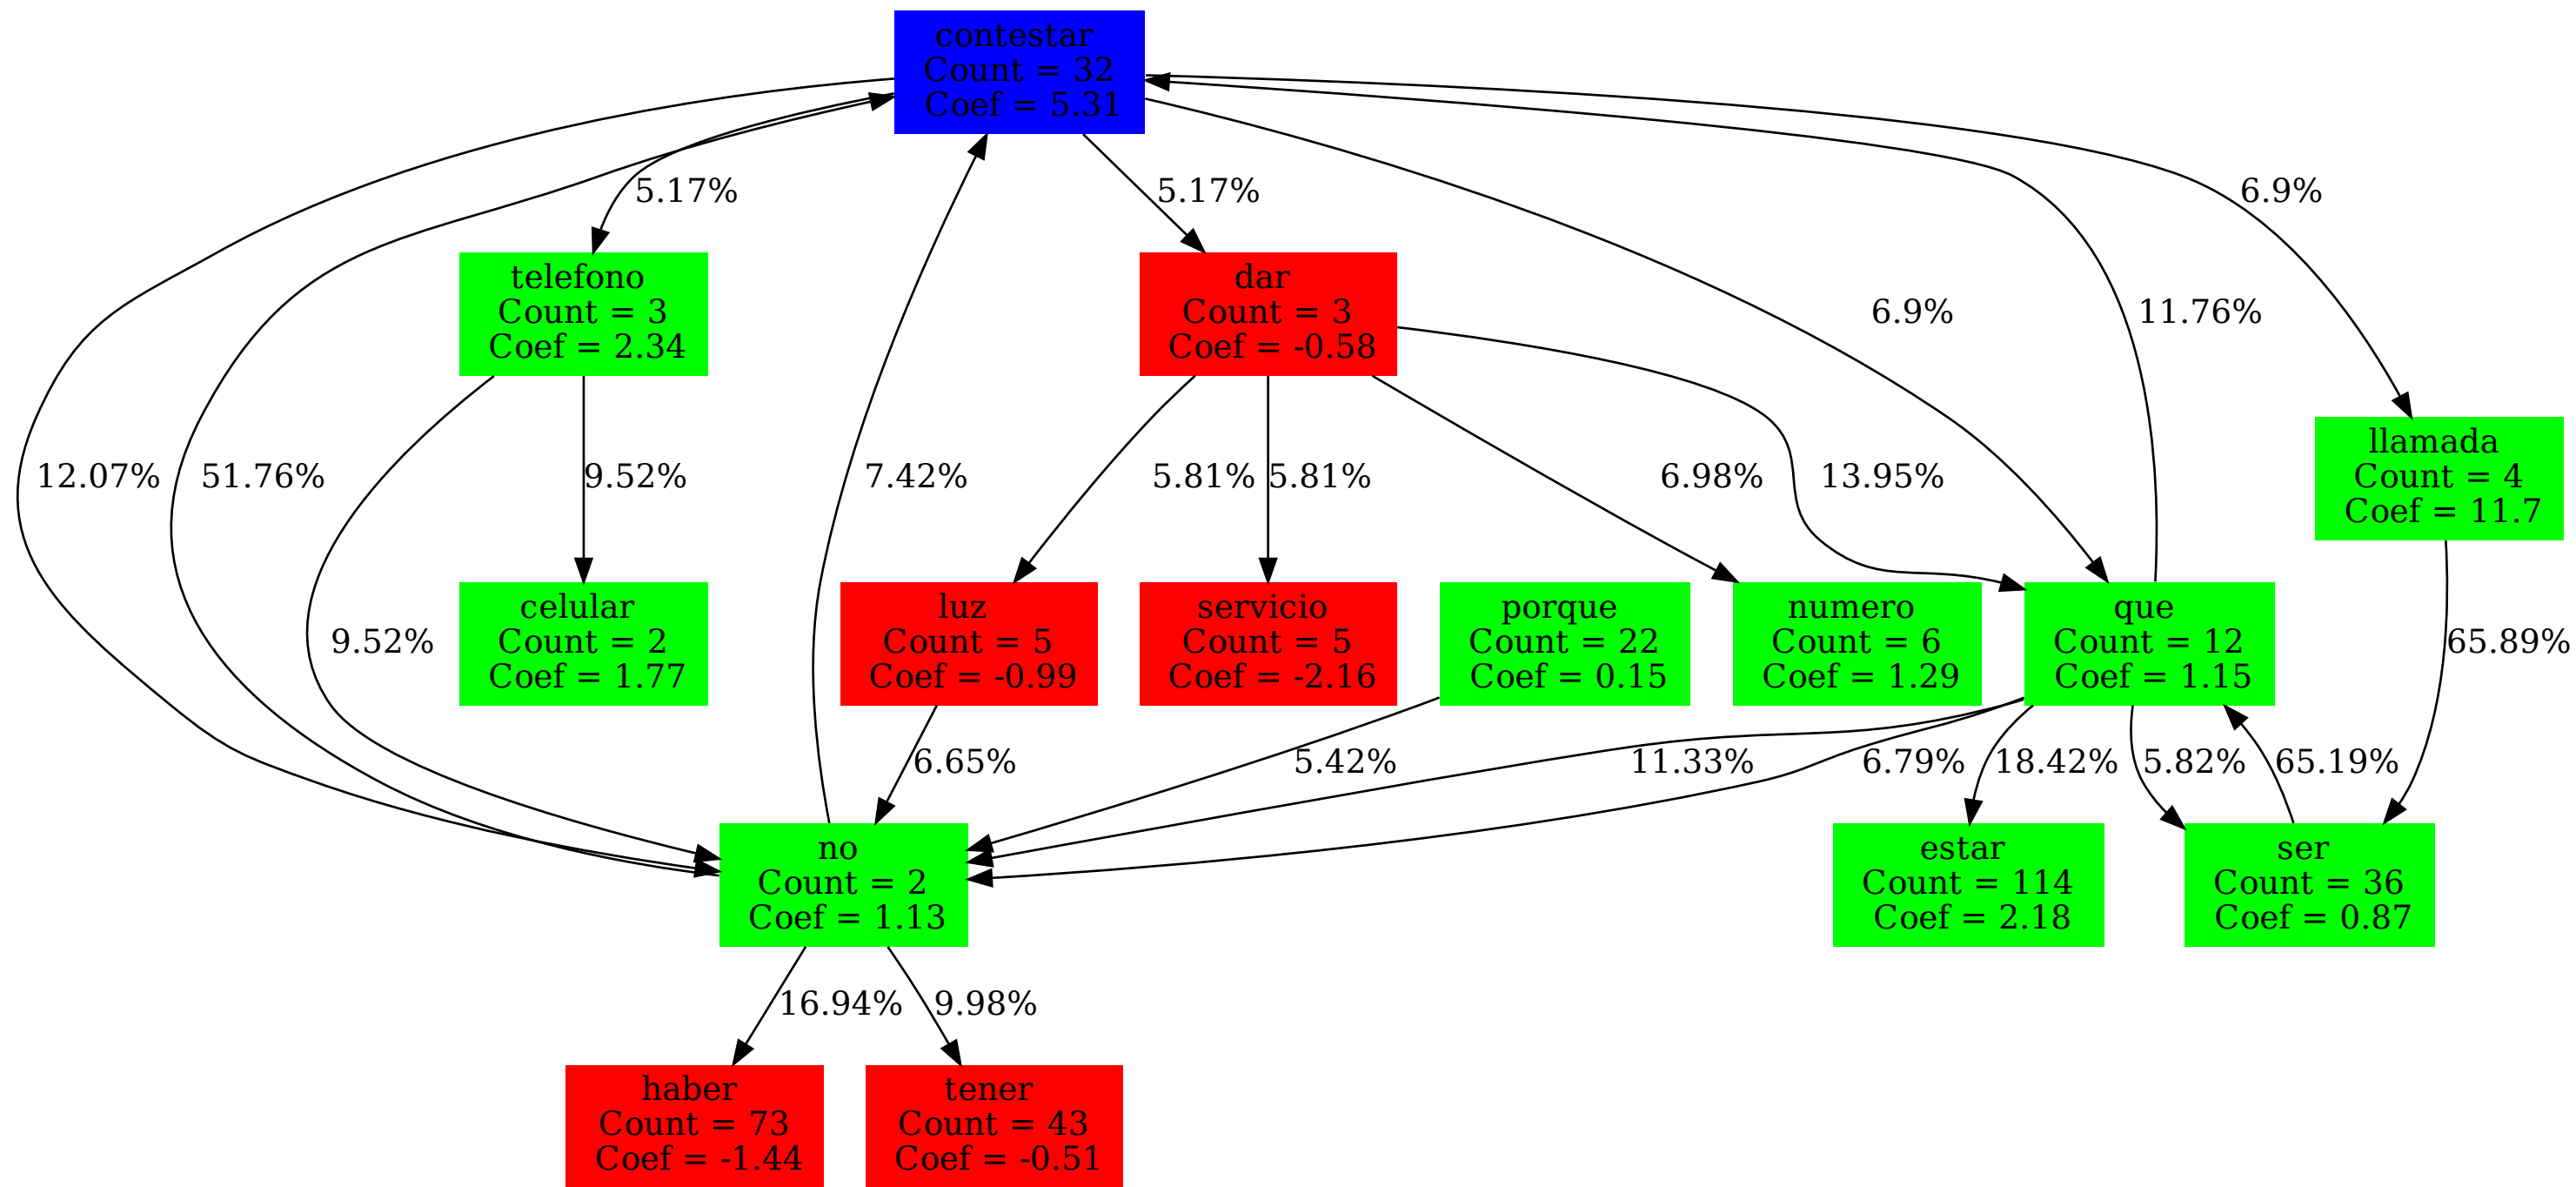 contestar
Count = 32
Coef = 5.31
5.17%
5.17%
6.9%
telefono
Count = 3
Coef = 2.34
dar
Count = 3
Coef = -0.58
6.9%
11.76%
llamada
Count = 4
Coef = 11.7
12.07%
51.76%
9.52%
7.42%
5.81%
5.81%
6.98%
13.95%
celular
Count = 2
Coef = 1.77
luz
Count = 5
Coef = -0.99
servicio
Count = 5
Coef = -2.16
porque
Count = 22
Coef = 0.15
numero
Count = 6
Coef = 1.29
que
Count = 12
Coef = 1.15
9.52%
65.89%
6.65%
5.42%
11.33%
6.79%
18.42%
5.82%
65.19%
no
Count = 2
Coef = 1.13
estar
Count = 114
Coef = 2.18
ser
Count = 36
Coef = 0.87
16.94%
9.98%
haber
Count = 73
Coef = -1.44
tener
Count = 43
Coef = -0.51